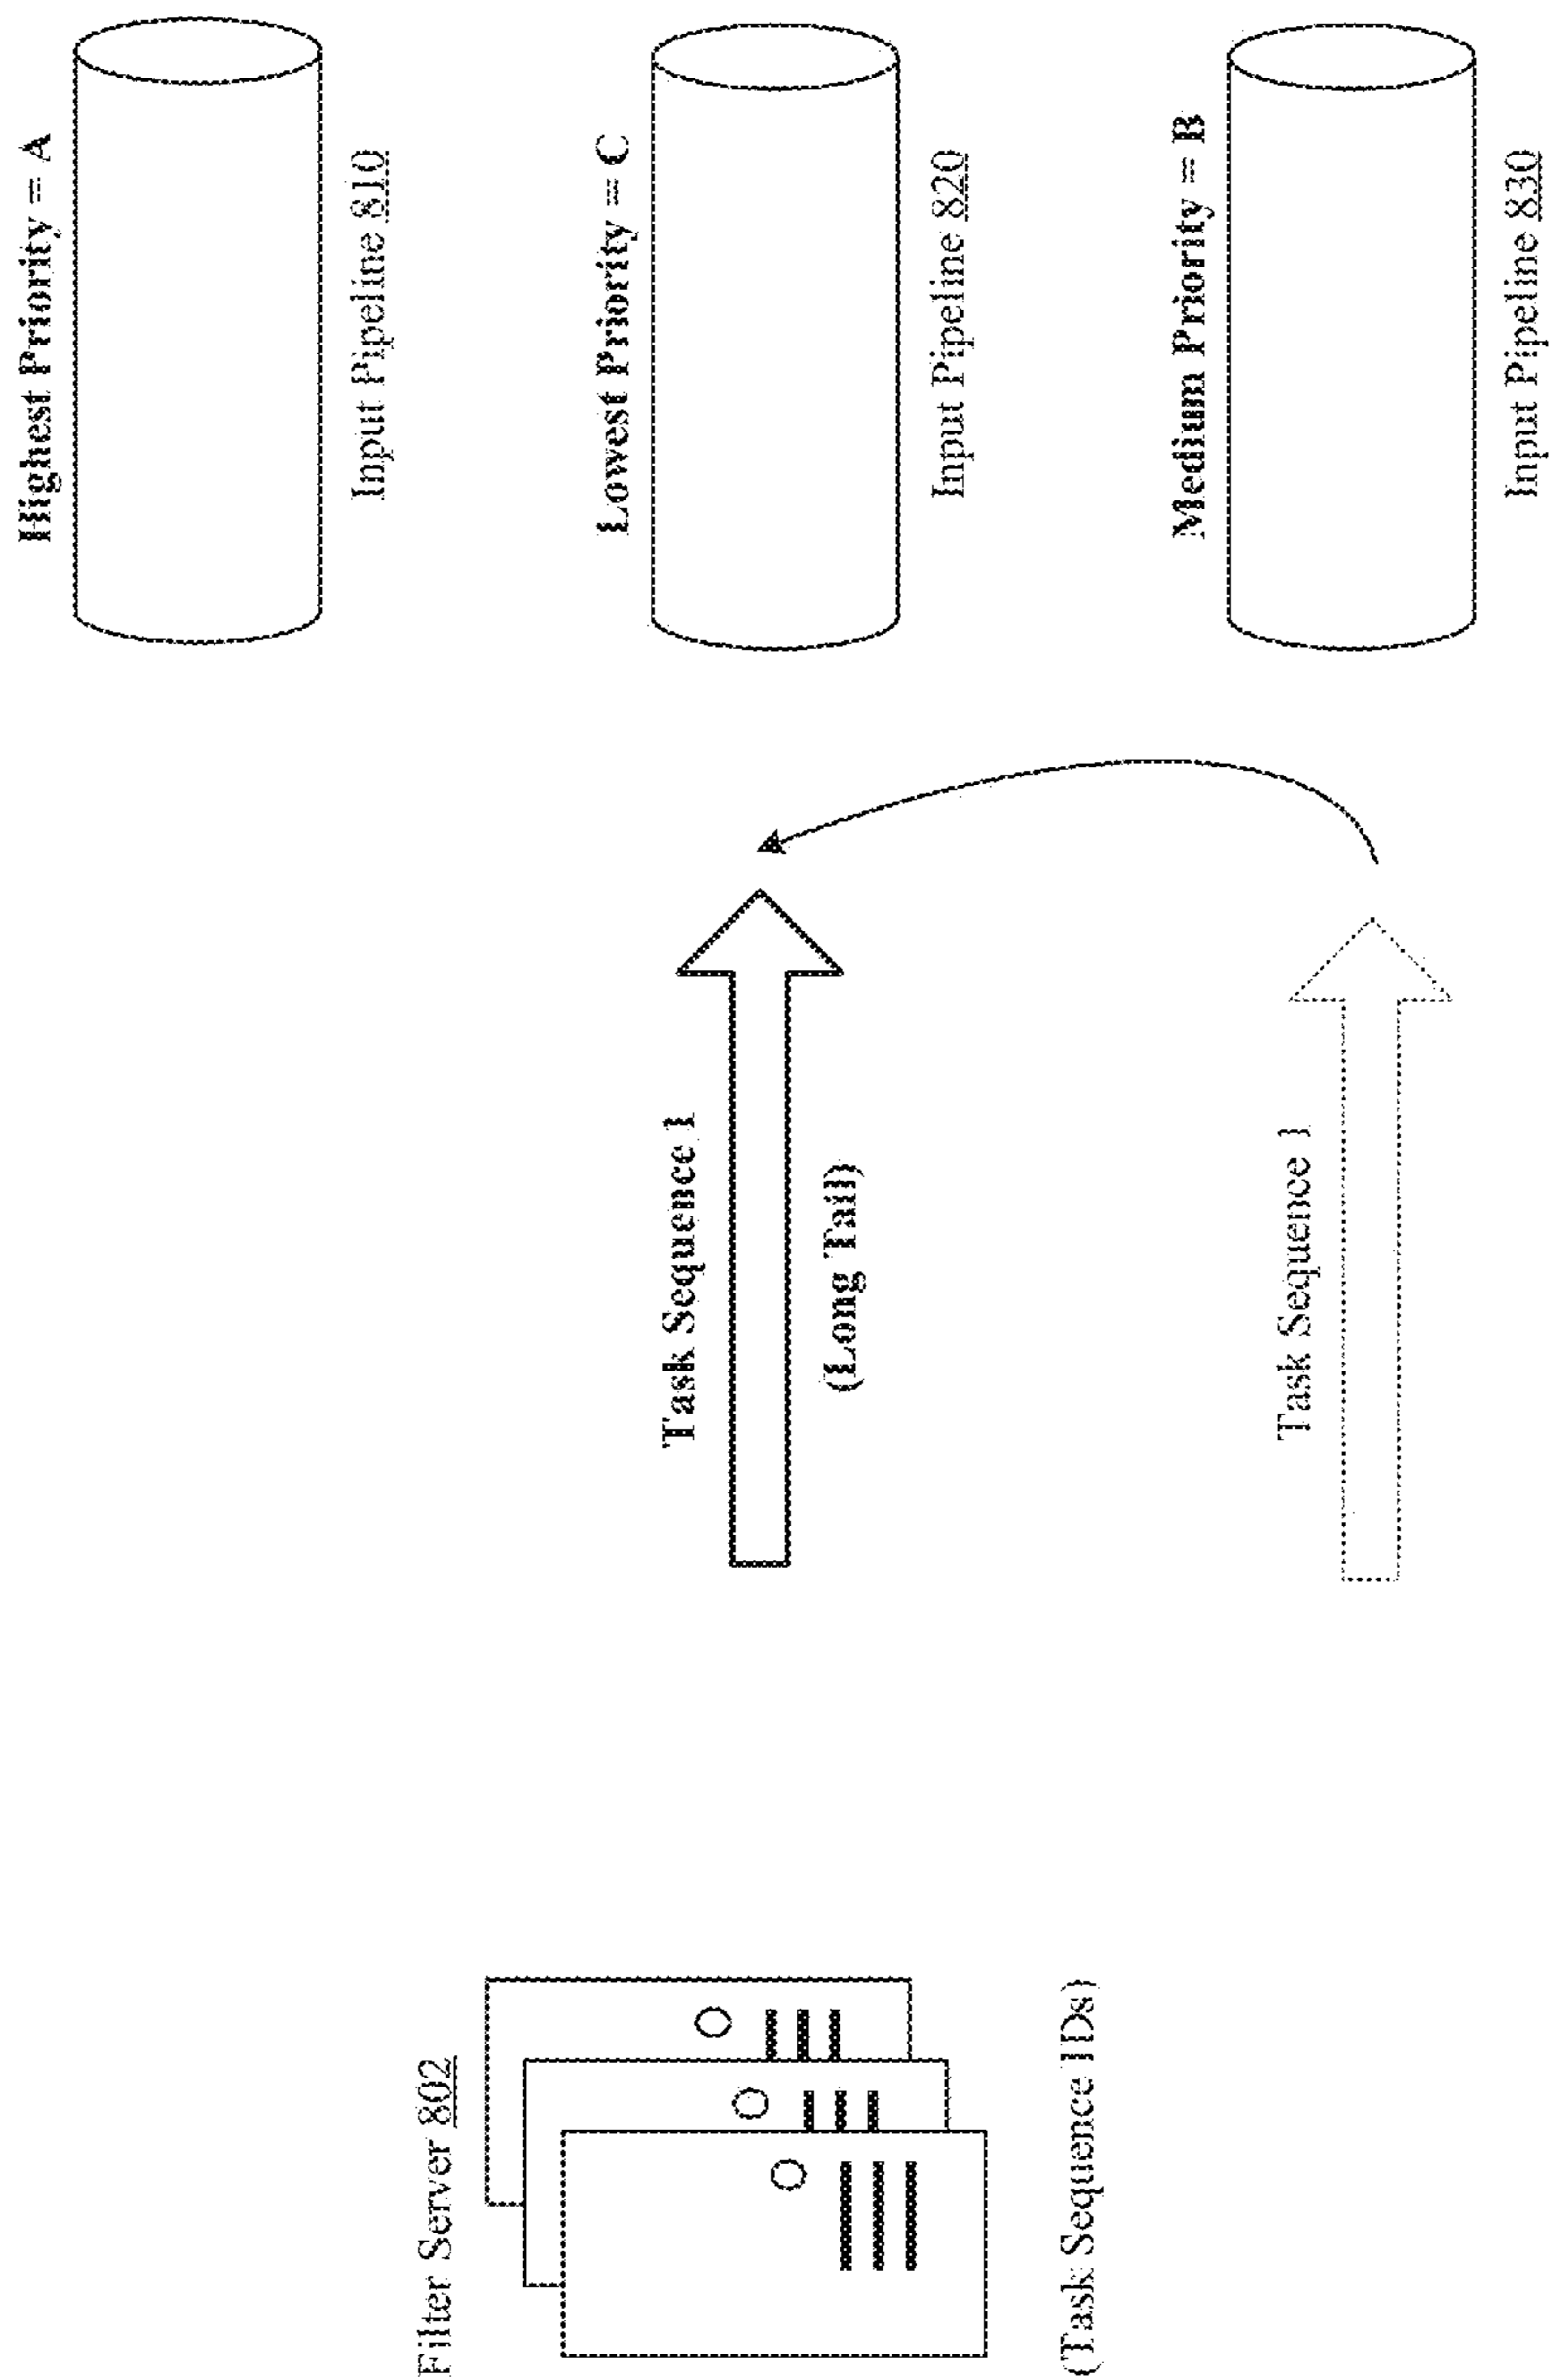 Filter Server 802
(Task Sequence IDs)
Task Sequence 1
(Long Tail)
Task Sequence 1
Highest Priority = A
Input Pipeline 810
Lowest Priority = C
Input Pipeline 820
Medium Priority = B
Input Pipeline 830